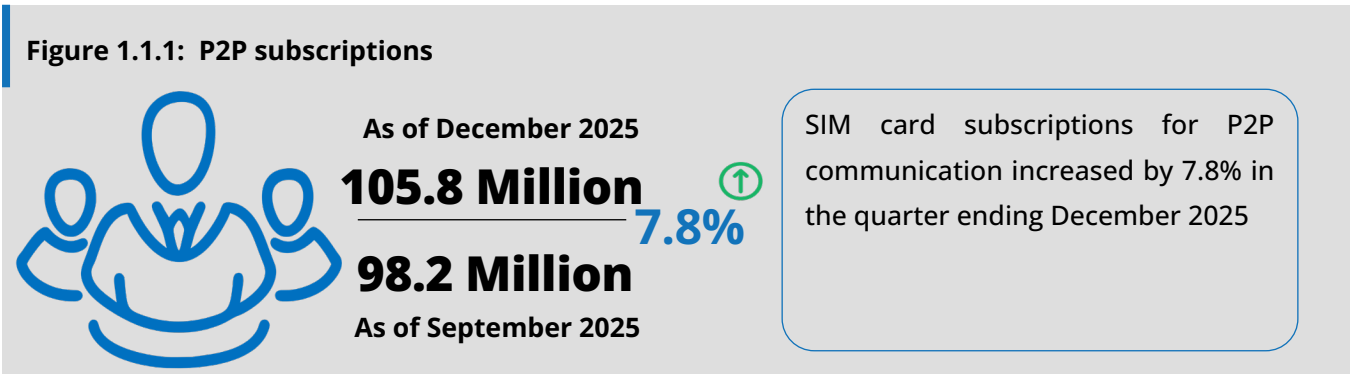 Figure 1.1.1: P2P subscriptions
As of December 2025
105.8 Million
7.8%
98.2 Million
As of September 2025
SIM card subscriptions for P2P
communication increased by 7.8% in
the quarter ending December 2025